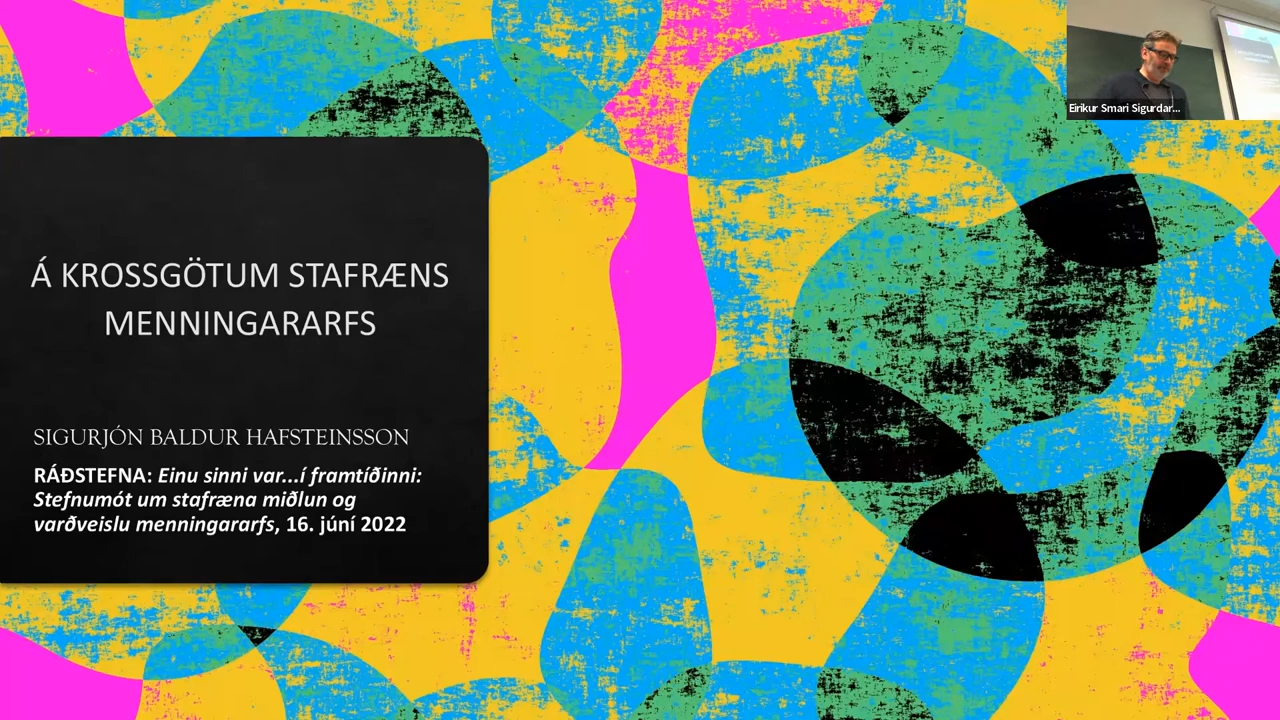 Á KROSSGÖTUM STAFRÆNS
MENNINGARARFS
SIGURJÓN BALDUR HAFSTEINSSON
RÁÐSTEFNA: Einu sinni var...í framtíðinni:
Stefnumót um stafræna miðlun og
varðveislu menningararfs, 16. júní 2022
Eirikur Smari Sigurdar...